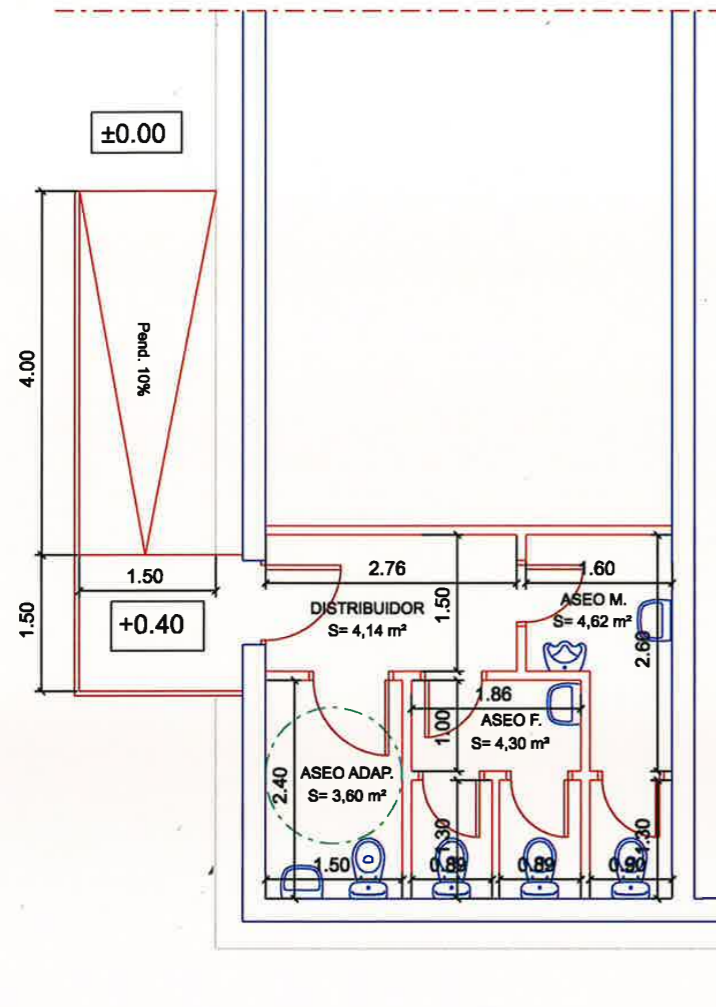 ±0.00
4.00
Pend. 10%
1.50
1.50
+0.40
2.76
1.60
DISTRIBUIDOR
S= 4,14 m²
1.50
ASEO M.
S= 4,62 m²
2.60
1.86
ASEO F.
S= 4,30 m²
1.00
2.40
ASEO ADAP.
S= 3,60 m²
1.30
1.30
1.50
0.89
0.89
0.90